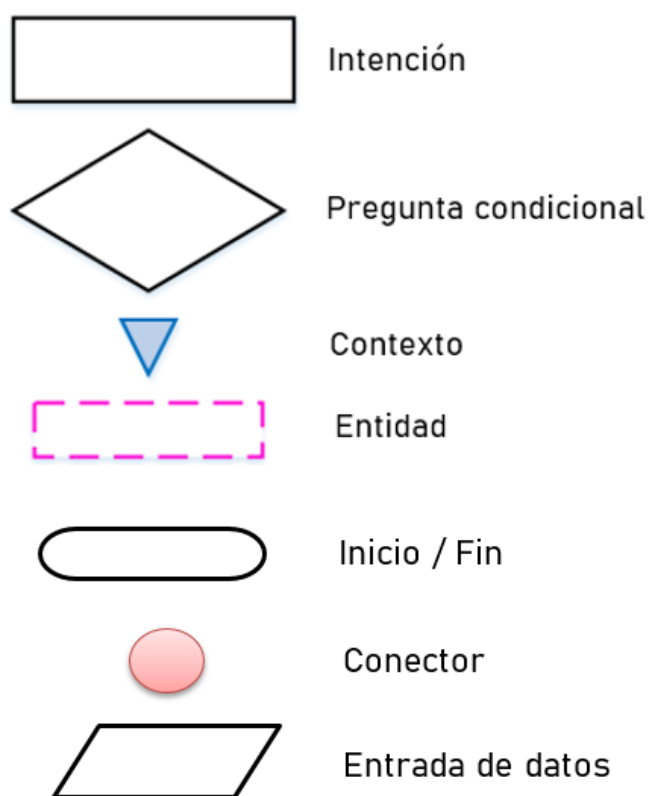 Intención
Pregunta condicional
Contexto
Entidad
Inicio / Fin
Conector
Entrada de datos